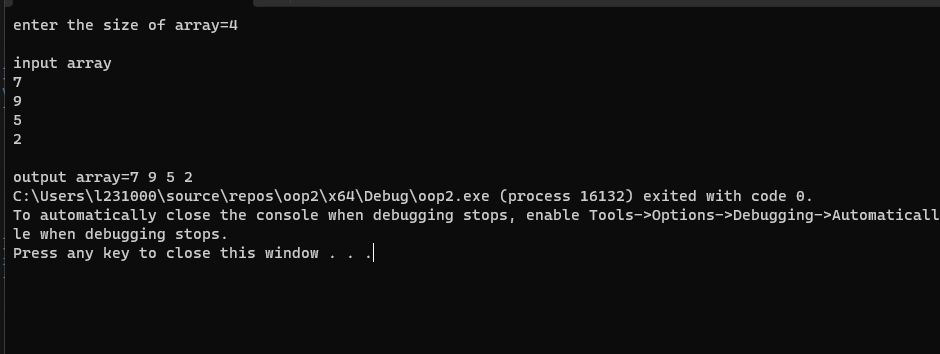 enter the size of array=4
input array
7
9
5
2
output array=7 9 5 2
C:\Users\l231000\source\repos\oop2\x64\Debug\oop2.exe (process 16132) exited with code 0.
To automatically close the console when debugging stops, enable Tools->Options->Debugging->Automaticall
le when debugging stops.
Press any key to close this window . . .